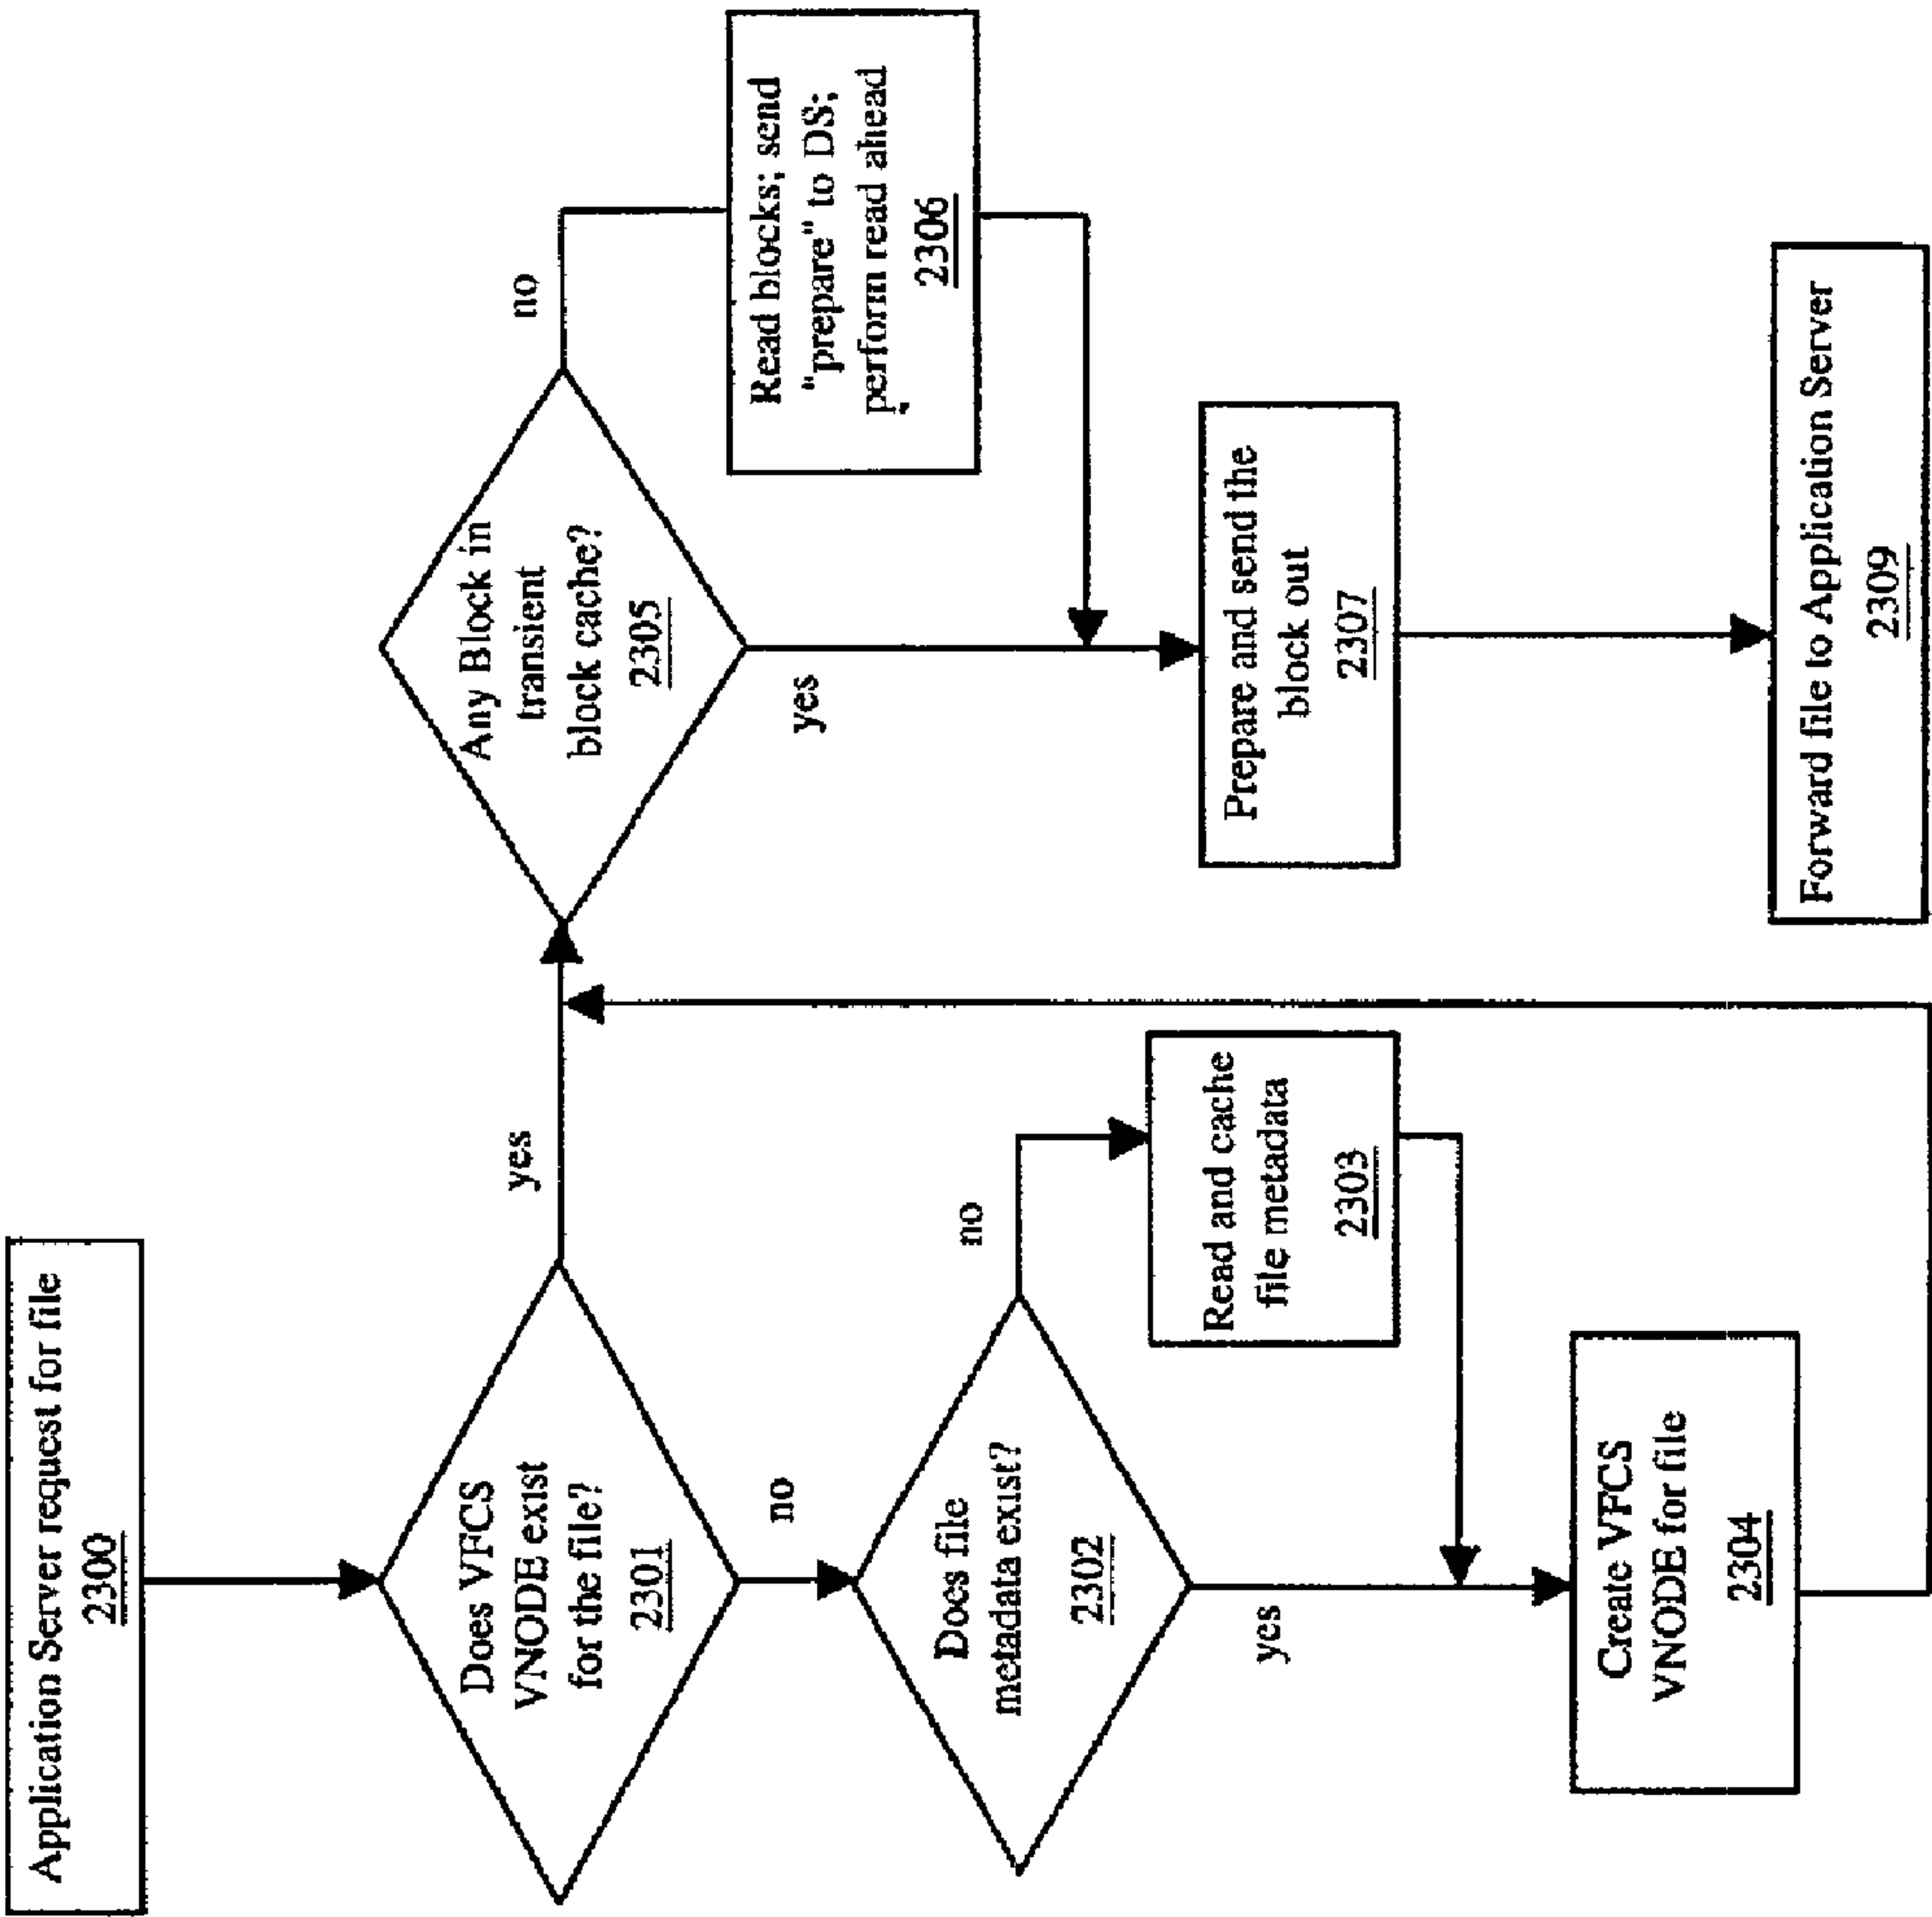 Application Server request for file
2300
Does VFCS
VNODE exist
for the file?
2301
yes
no
Does file
metadata exist?
2302
no
yes
Read and cache
file metadata
2303
Create VFCS
VNODE for file
2304
Any Block in
transient
block cache?
2305
no
yes
Read blocks; send
"prepare" to DS;
perform read ahead
2306
Prepare and send the
block out
2307
Forward file to Application Server
2309